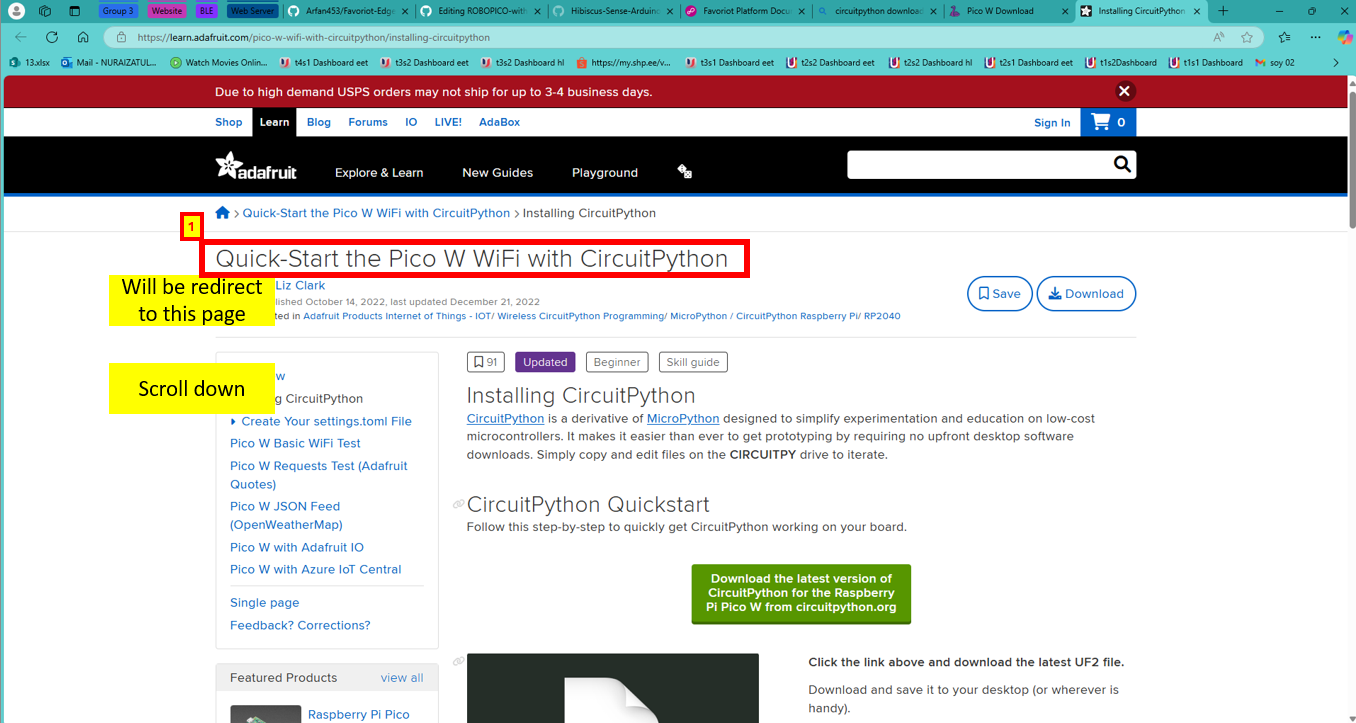 Group 3
Website
BLE
Web Server
Arfan453/Favoriot-Edge
Editing ROBOPICO-with
Hibiscus-Sense-Arduino
Favoriot Platform Docu
circuitpython download
Pico W Download
Installing CircuitPython
https://learn.adafruit.com/pico-w-wifi-with-circuitpython/installing-circuitpython
13.xlsx
Mail - NURAIZATUL...
Watch Movies Onlin...
t4s1 Dashboard eet
t3s2 Dashboard eet
t3s2 Dashboard hl
https://my.shp.ee/v...
t3s1 Dashboard eet
t2s2 Dashboard eet
t2s2 Dashboard hl
t2s1 Dashboard eet
t1s2Dashboard
t1s1 Dashboard
soy 02
Due to high demand USPS orders may not ship for up to 3-4 business days.
Shop
Learn
Blog
Forums
IO
LIVE!
AdaBox
Sign In
0
adafruit
Explore & Learn
New Guides
Playground
Quick-Start the Pico W WiFi with CircuitPython > Installing CircuitPython
1
Quick-Start the Pico W WiFi with CircuitPython
Will be redirect
to this page
Liz Clark
lished October 14, 2022, last updated December 21, 2022
ted in Adafruit Products Internet of Things - IOT/ Wireless CircuitPython Programming/ MicroPython / CircuitPython Raspberry Pi/ RP2040
Save
Download
Scroll down
w
g CircuitPython
Create Your settings.toml File
Pico W Basic WiFi Test
Pico W Requests Test (Adafruit
Quotes)
Pico W JSON Feed
(OpenWeatherMap)
Pico W with Adafruit IO
Pico W with Azure IoT Central
Single page
Feedback? Corrections?
Featured Products
view all
Raspberry Pi Pico
91
Updated
Beginner
Skill guide
Installing CircuitPython
CircuitPython is a derivative of MicroPython designed to simplify experimentation and education on low-cost
microcontrollers. It makes it easier than ever to get prototyping by requiring no upfront desktop software
downloads. Simply copy and edit files on the CIRCUITPY drive to iterate.
CircuitPython Quickstart
Follow this step-by-step to quickly get CircuitPython working on your board.
Download the latest version of
CircuitPython for the Raspberry
Pi Pico W from circuitpython.org
Click the link above and download the latest UF2 file.
Download and save it to your desktop (or wherever is
handy).